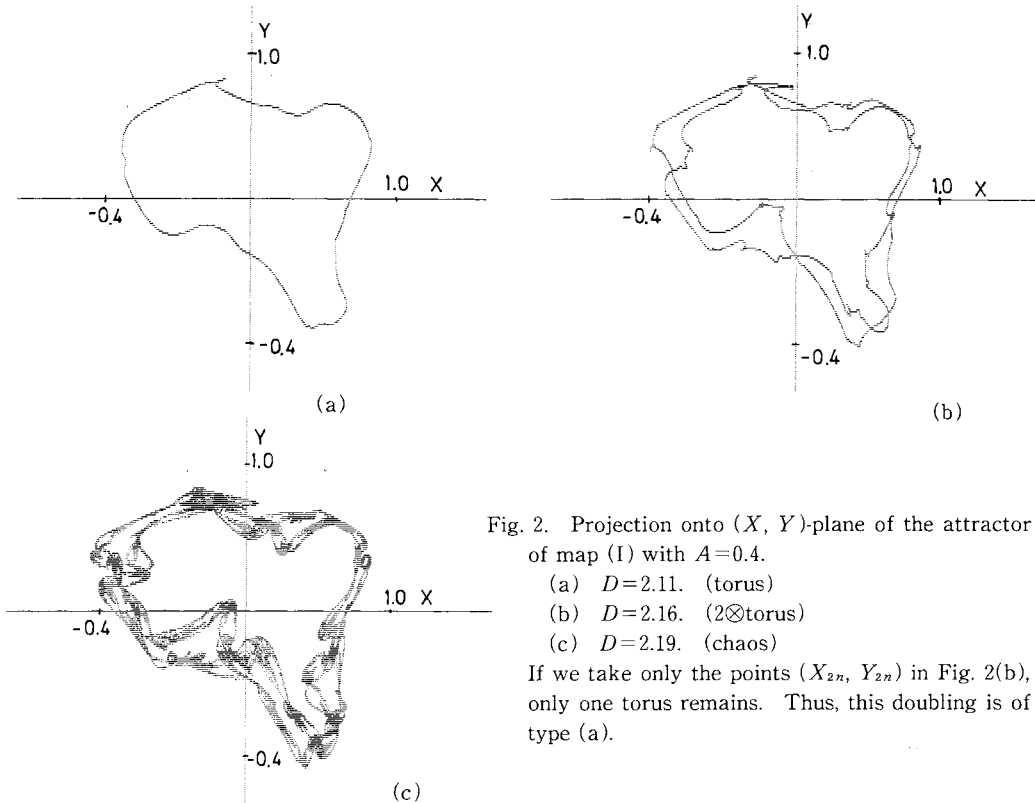 Y
1.0
-0.4
1.0 X
-0.4
(a)
Y
1.0
-0.4
1.0 X
-0.4
(b)
Y
1.0
-0.4
1.0 X
-0.4
(c)
Fig. 2. Projection onto (X, Y)-plane of the attractor
of map (I) with A=0.4.
(a) D=2.11. (torus)
(b) D=2.16. (2⊗torus)
(c) D=2.19. (chaos)
If we take only the points (X₂ₙ, Y₂ₙ) in Fig. 2(b),
only one torus remains. Thus, this doubling is of
type (a).